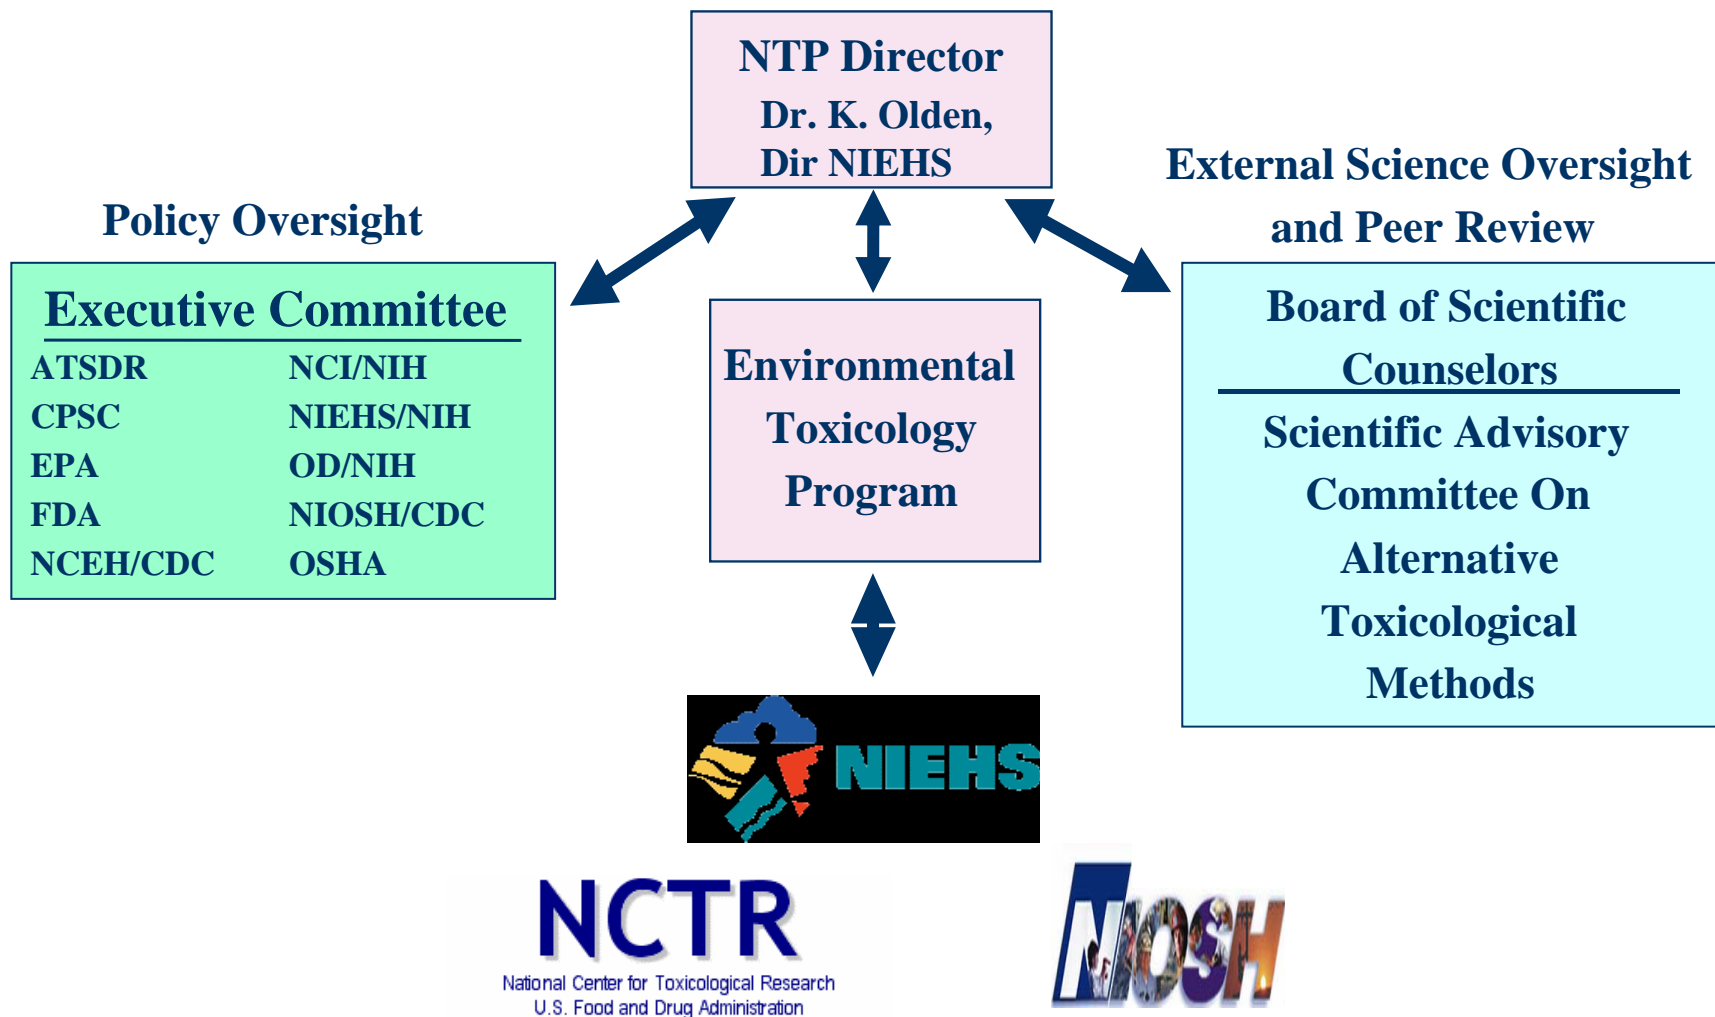 NTP Director
Dr. K. Olden,
Dir NIEHS
Policy Oversight
Executive Committee
ATSDR NCI/NIH
CPSC NIEHS/NIH
EPA OD/NIH
FDA NIOSH/CDC
NCEH/CDC OSHA
Environmental
Toxicology
Program
External Science Oversight
and Peer Review
Board of Scientific
Counselors
Scientific Advisory
Committee On
Alternative
Toxicological
Methods
NIEHS
NCTR
National Center for Toxicological Research
U.S. Food and Drug Administration
NIOSH